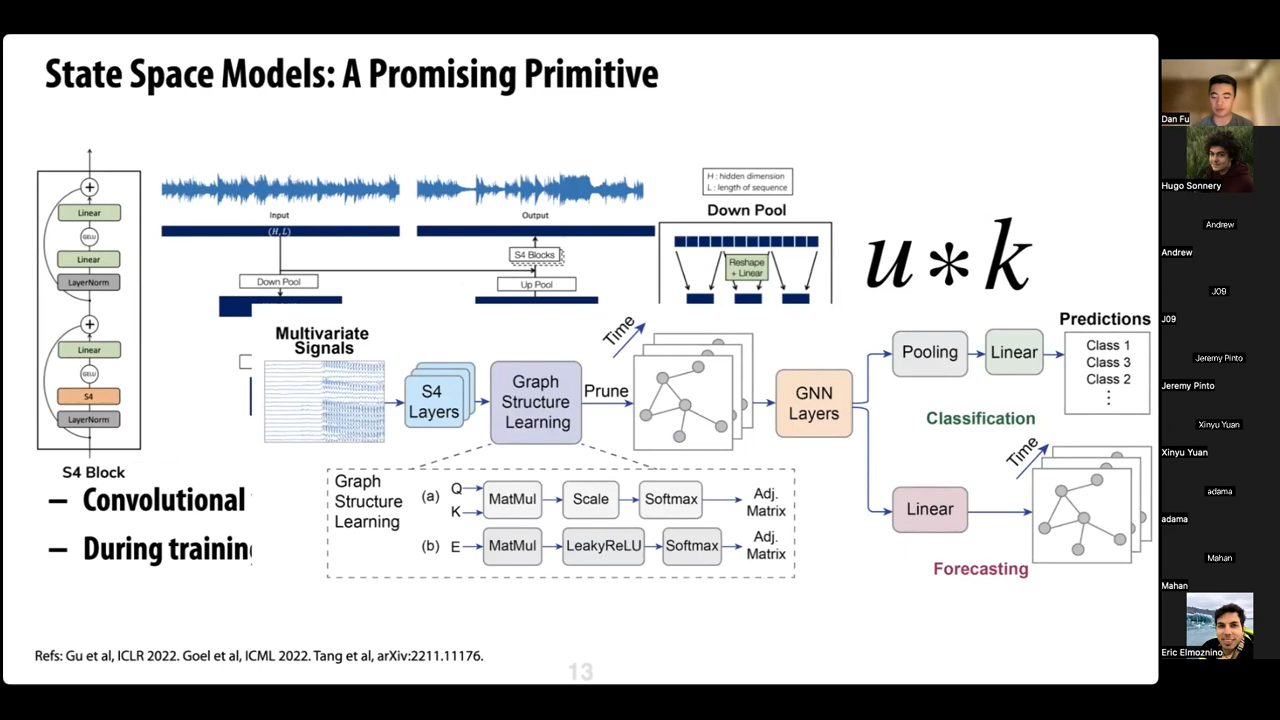 State Space Models: A Promising Primitive
Linear
GELU
Linear
LayerNorm
Linear
GELU
S4
LayerNorm
S4 Block
Input
Output
(H, L)
S4 Blocks
Down Pool
Up Pool
H : hidden dimension
L : length of sequence
Down Pool
Reshape
+ Linear
u * k
Multivariate
Signals
S4
Layers
Graph
Structure
Learning
Prune
Time
GNN
Layers
Pooling
Linear
Predictions
Class 1
Class 3
Class 2
⋮
Classification
Linear
Time
Forecasting
Graph
Structure
Learning
(a)
Q
K
MatMul
Scale
Softmax
Adj.
Matrix
(b)
E
MatMul
LeakyReLU
Softmax
Adj.
Matrix
– Convolutional
– During training
Refs: Gu et al, ICLR 2022. Goel et al, ICML 2022. Tang et al, arXiv:2211.11176.
13
Dan Fu
Hugo Sonnery
Andrew
Andrew
J09
J09
Jeremy Pinto
Jeremy Pinto
Xinyu Yuan
Xinyu Yuan
adama
adama
Mahan
Mahan
Eric Elmoznino